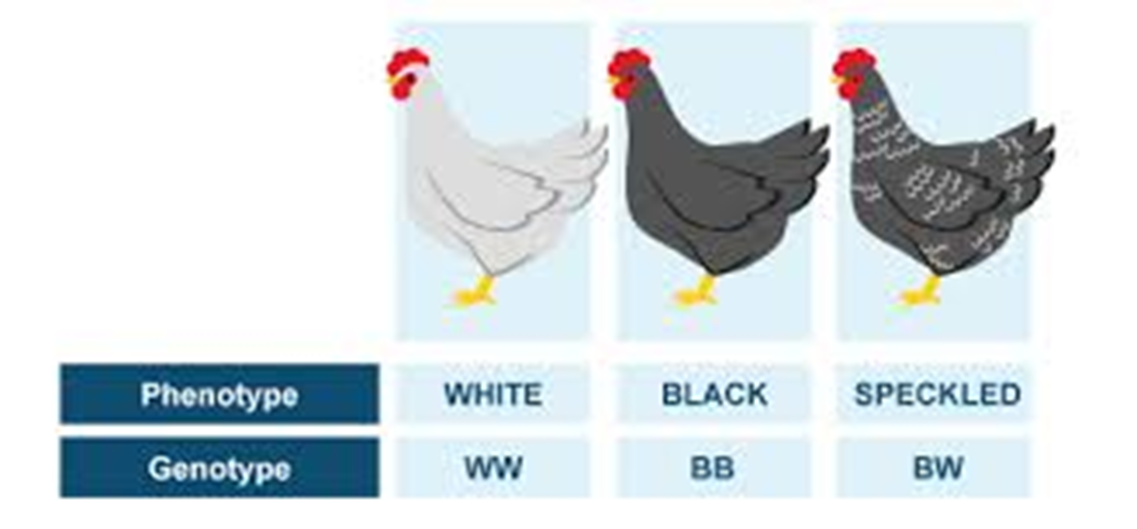 Phenotype WHITE BLACK SPECKLED
Genotype WW BB BW